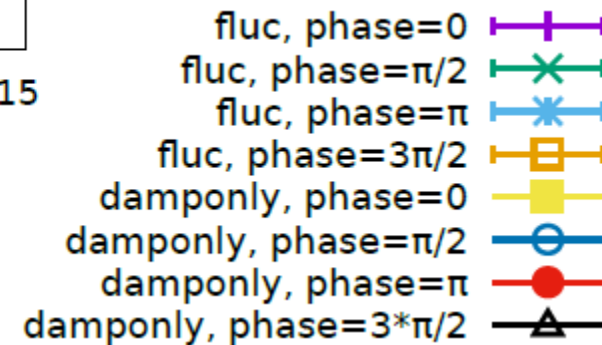 fluc, phase=0
fluc, phase=π/2
15
fluc, phase=π
fluc, phase=3π/2
damponly, phase=0
damponly, phase=π/2
damponly, phase=π
damponly, phase=3*π/2